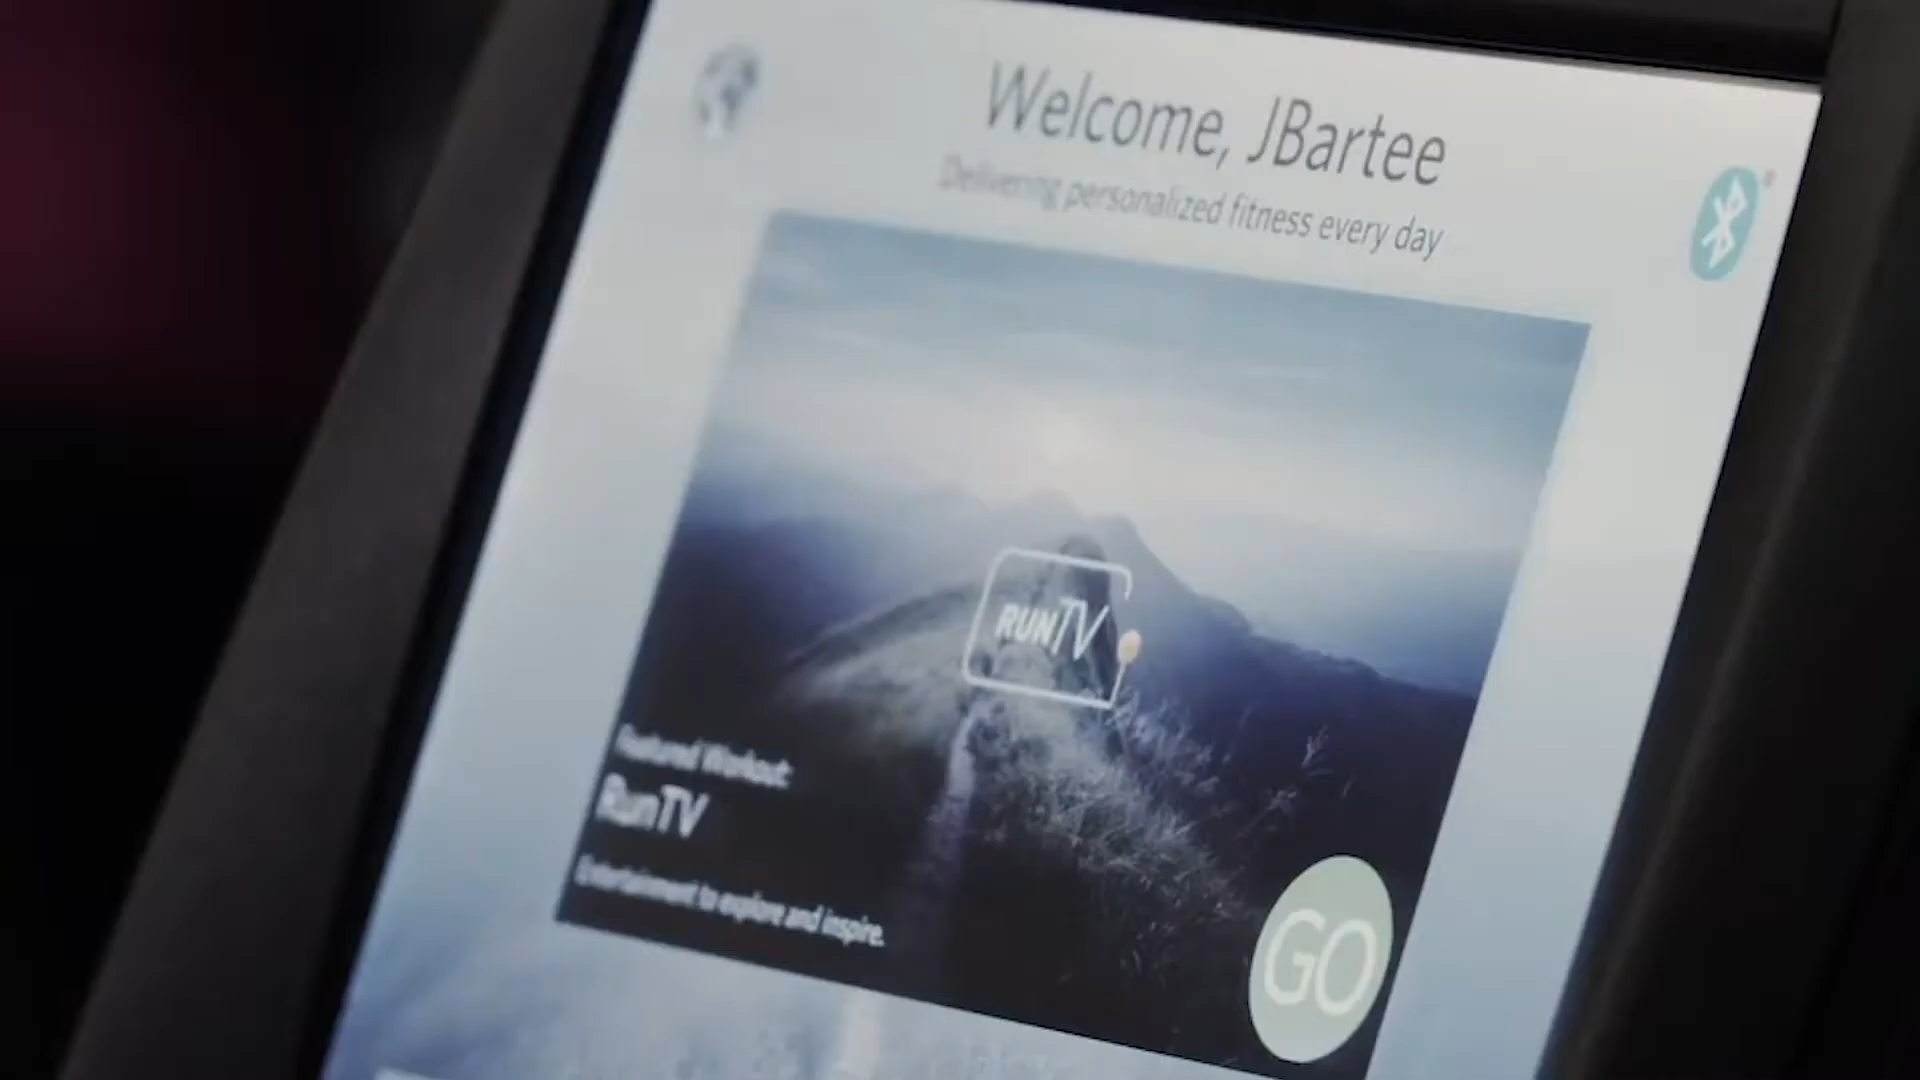 Welcome, JBartee
Delivering personalized fitness every day
RUNTV
Featured Workout:
RunTV
Entertainment to explore and inspire.
GO